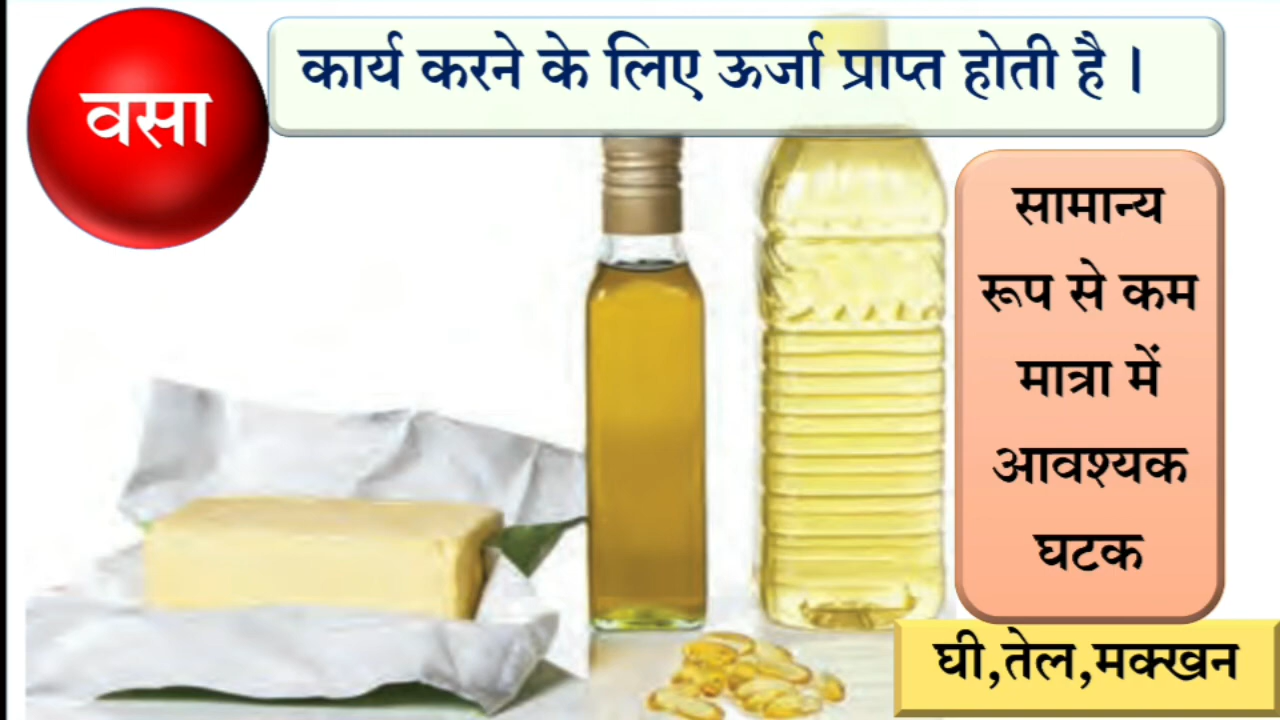 वसा
कार्य करने के लिए ऊर्जा प्राप्त होती है ।
सामान्य
रूप से कम
मात्रा में
आवश्यक
घटक
घी,तेल,मक्खन